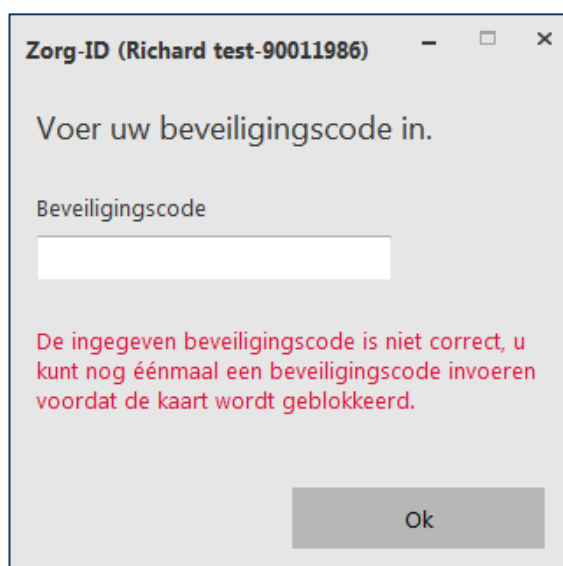 Zorg-ID (Richard test-90011986)
Voer uw beveiligingscode in.
Beveiligingscode
De ingegeven beveiligingscode is niet correct, u
kunt nog éénmaal een beveiligingscode invoeren
voordat de kaart wordt geblokkeerd.
Ok